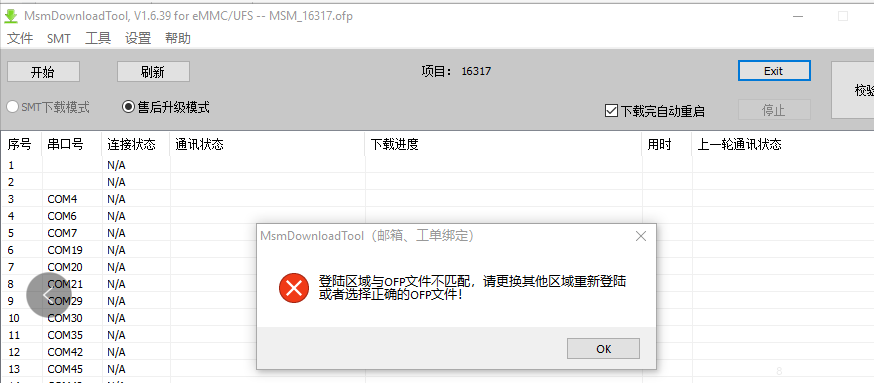 MsmDownloadTool, V1.6.39 for eMMC/UFS -- MSM_16317.ofp
文件 SMT 工具 设置 帮助
开始 刷新 项目: 16317 Exit
SMT下载模式 售后升级模式 下载完自动重启 停止
序号 串口号 连接状态 通讯状态 下载进度 用时 上一轮通讯状态
1 N/A
2 N/A
3 COM4 N/A
4 COM6 N/A
5 COM7 N/A
6 COM19 N/A
7 COM20 N/A
8 COM21 N/A
9 COM29 N/A
10 COM30 N/A
11 COM35 N/A
12 COM42 N/A
13 COM45 N/A
MsmDownloadTool（邮箱、工单绑定）
登陆区域与OFP文件不匹配，请更换其他区域重新登陆
或者选择正确的OFP文件!
OK
8